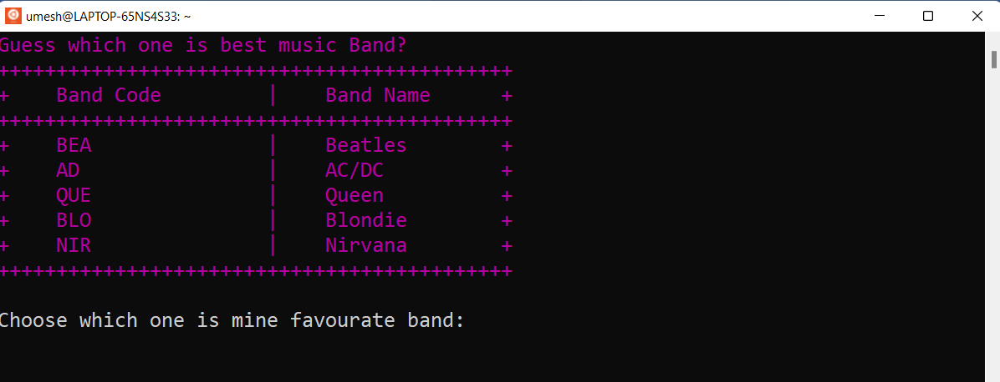 umesh@LAPTOP-65NS4S33: ~
Guess which one is best music Band?
++++++++++++++++++++++++++++++++++++++++++++
+    Band Code         |    Band Name      +
++++++++++++++++++++++++++++++++++++++++++++
+    BEA               |    Beatles        +
+    AD                |    AC/DC          +
+    QUE               |    Queen          +
+    BLO               |    Blondie        +
+    NIR               |    Nirvana        +
++++++++++++++++++++++++++++++++++++++++++++
Choose which one is mine favourate band: